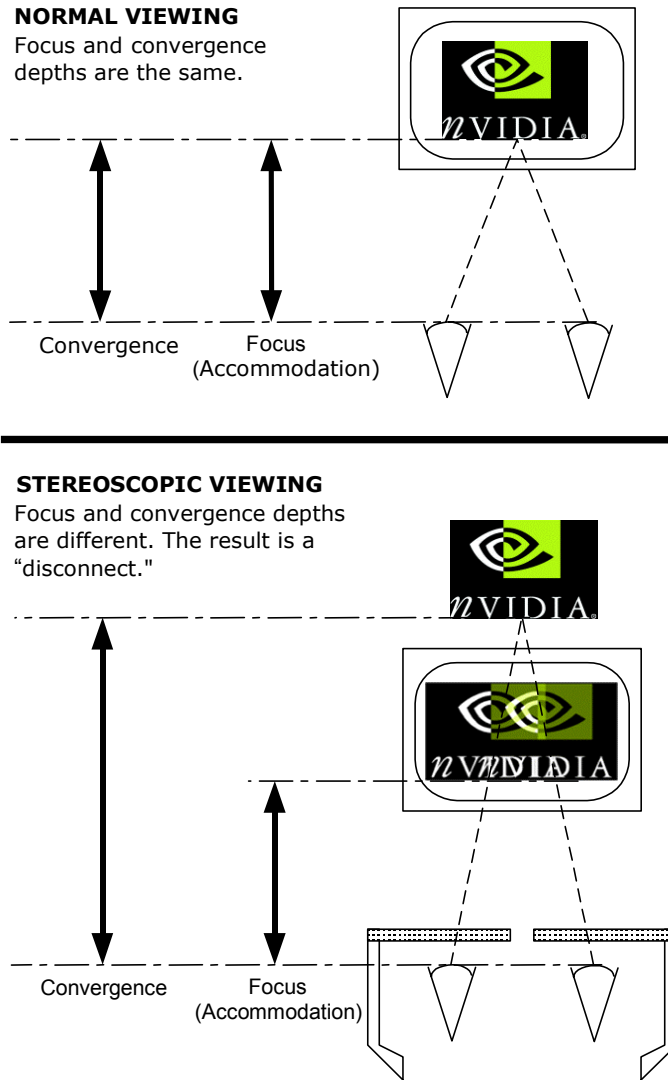 NORMAL VIEWING
Focus and convergence
depths are the same.
nVIDIA®
Convergence
Focus
(Accommodation)
STEREOSCOPIC VIEWING
Focus and convergence depths
are different. The result is a
“disconnect."
nVIDIA®
Convergence
Focus
(Accommodation)